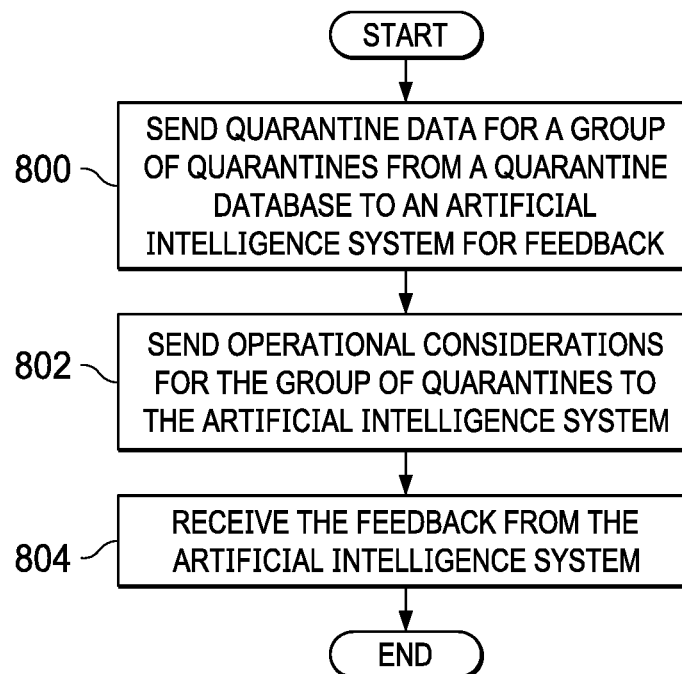 START
800
SEND QUARANTINE DATA FOR A GROUP
OF QUARANTINES FROM A QUARANTINE
DATABASE TO AN ARTIFICIAL
INTELLIGENCE SYSTEM FOR FEEDBACK
802
SEND OPERATIONAL CONSIDERATIONS
FOR THE GROUP OF QUARANTINES TO
THE ARTIFICIAL INTELLIGENCE SYSTEM
804
RECEIVE THE FEEDBACK FROM THE
ARTIFICIAL INTELLIGENCE SYSTEM
END